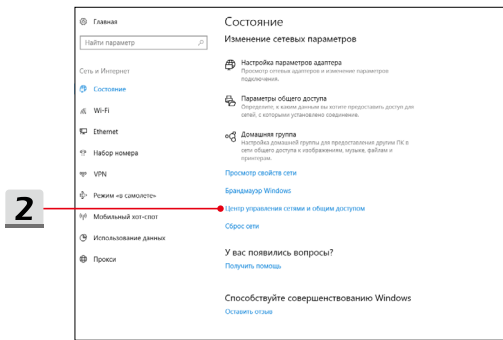 Главная
Найти параметр
Сеть и Интернет
Состояние
Wi-Fi
Ethernet
Набор номера
VPN
Режим «в самолете»
Мобильный хот-спот
Использование данных
Прокси
2
Состояние
Изменение сетевых параметров
Настройка параметров адаптера
Просмотр сетевых адаптеров и изменение параметров
подключения.
Параметры общего доступа
Определите, к каким данным вы хотите предоставить доступ для
сетей, с которыми установлено соединение.
Домашняя группа
Настройка домашней группы для предоставления другим ПК в
сети общего доступа к изображениям, музыке, файлам и
принтерам.
Просмотр свойств сети
Брандмауэр Windows
Центр управления сетями и общим доступом
Сброс сети
У вас появились вопросы?
Получить помощь
Способствуйте совершенствованию Windows
Оставить отзыв